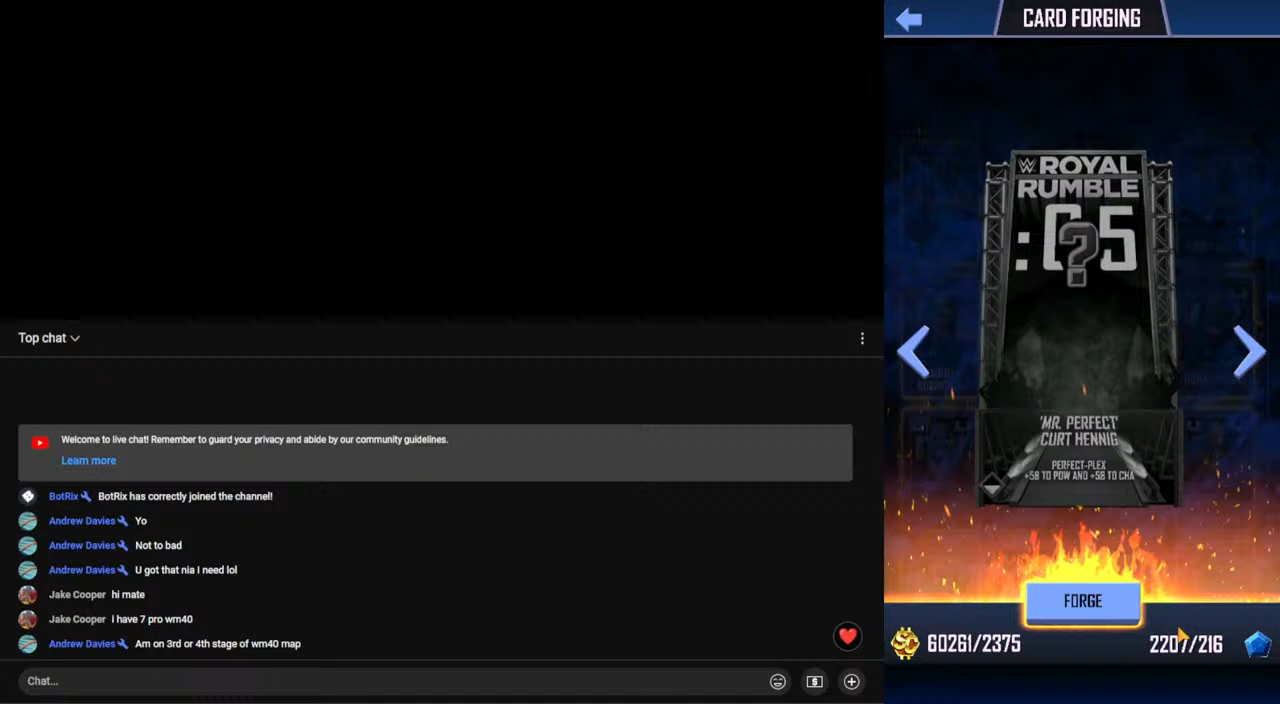 CARD FORGING
ROYAL
RUMBLE
:05
?
'MR. PERFECT'
CURT HENNIG
PERFECT-PLEX
+58 TO POW AND +58 TO CHA
FORGE
SC 60261/2375
2207/216
Top chat
Welcome to live chat! Remember to guard your privacy and abide by our community guidelines.
Learn more
BotRix BotRix has correctly joined the channel!
Andrew Davies Yo
Andrew Davies Not to bad
Andrew Davies U got that nia I need lol
Jake Cooper hi mate
Jake Cooper i have 7 pro wm40
Andrew Davies Am on 3rd or 4th stage of wm40 map
Chat...